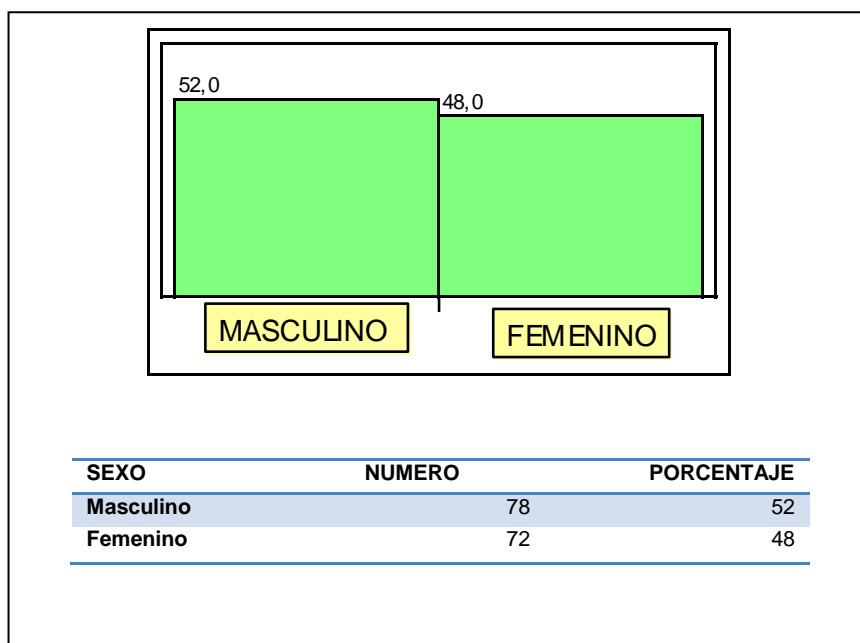 52,0
48,0
MASCULINO FEMENINO
SEXO NUMERO PORCENTAJE
Masculino 78 52
Femenino 72 48